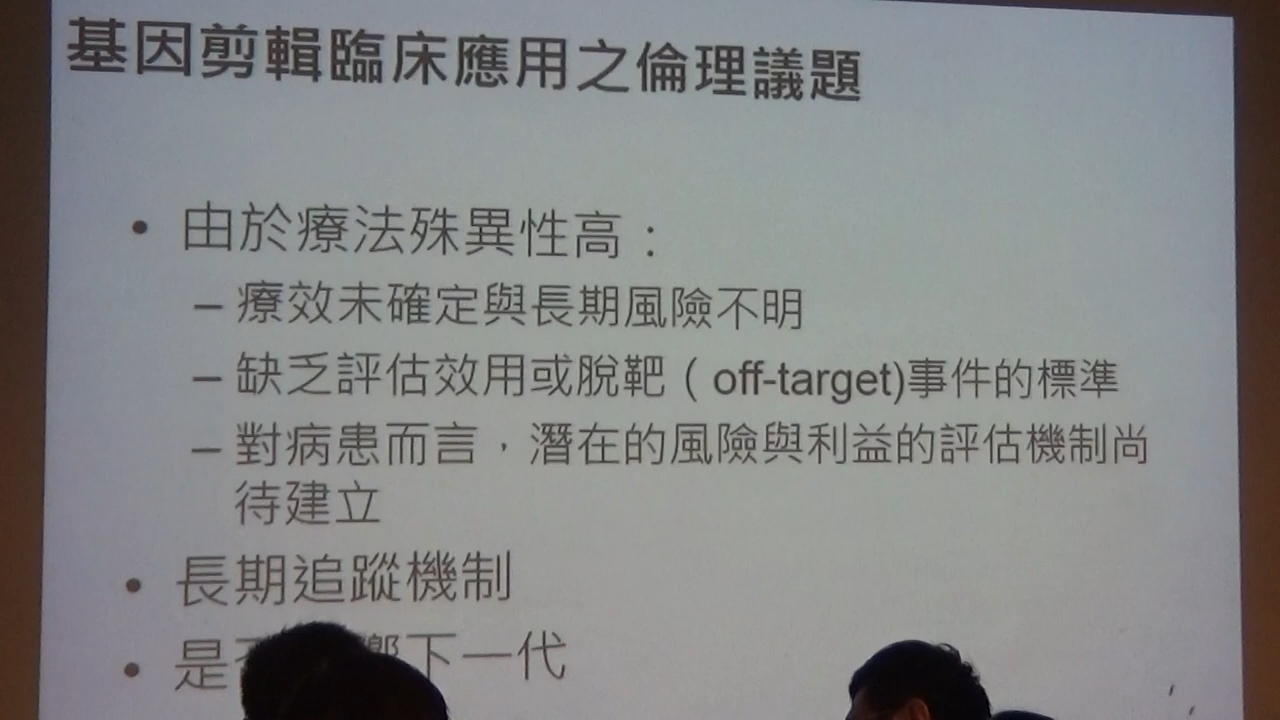 基因剪輯臨床應用之倫理議題
• 由於療法殊異性高：
– 療效未確定與長期風險不明
– 缺乏評估效用或脫靶（off-target)事件的標準
– 對病患而言，潛在的風險與利益的評估機制尚
待建立
• 長期追蹤機制
• 是 下一代